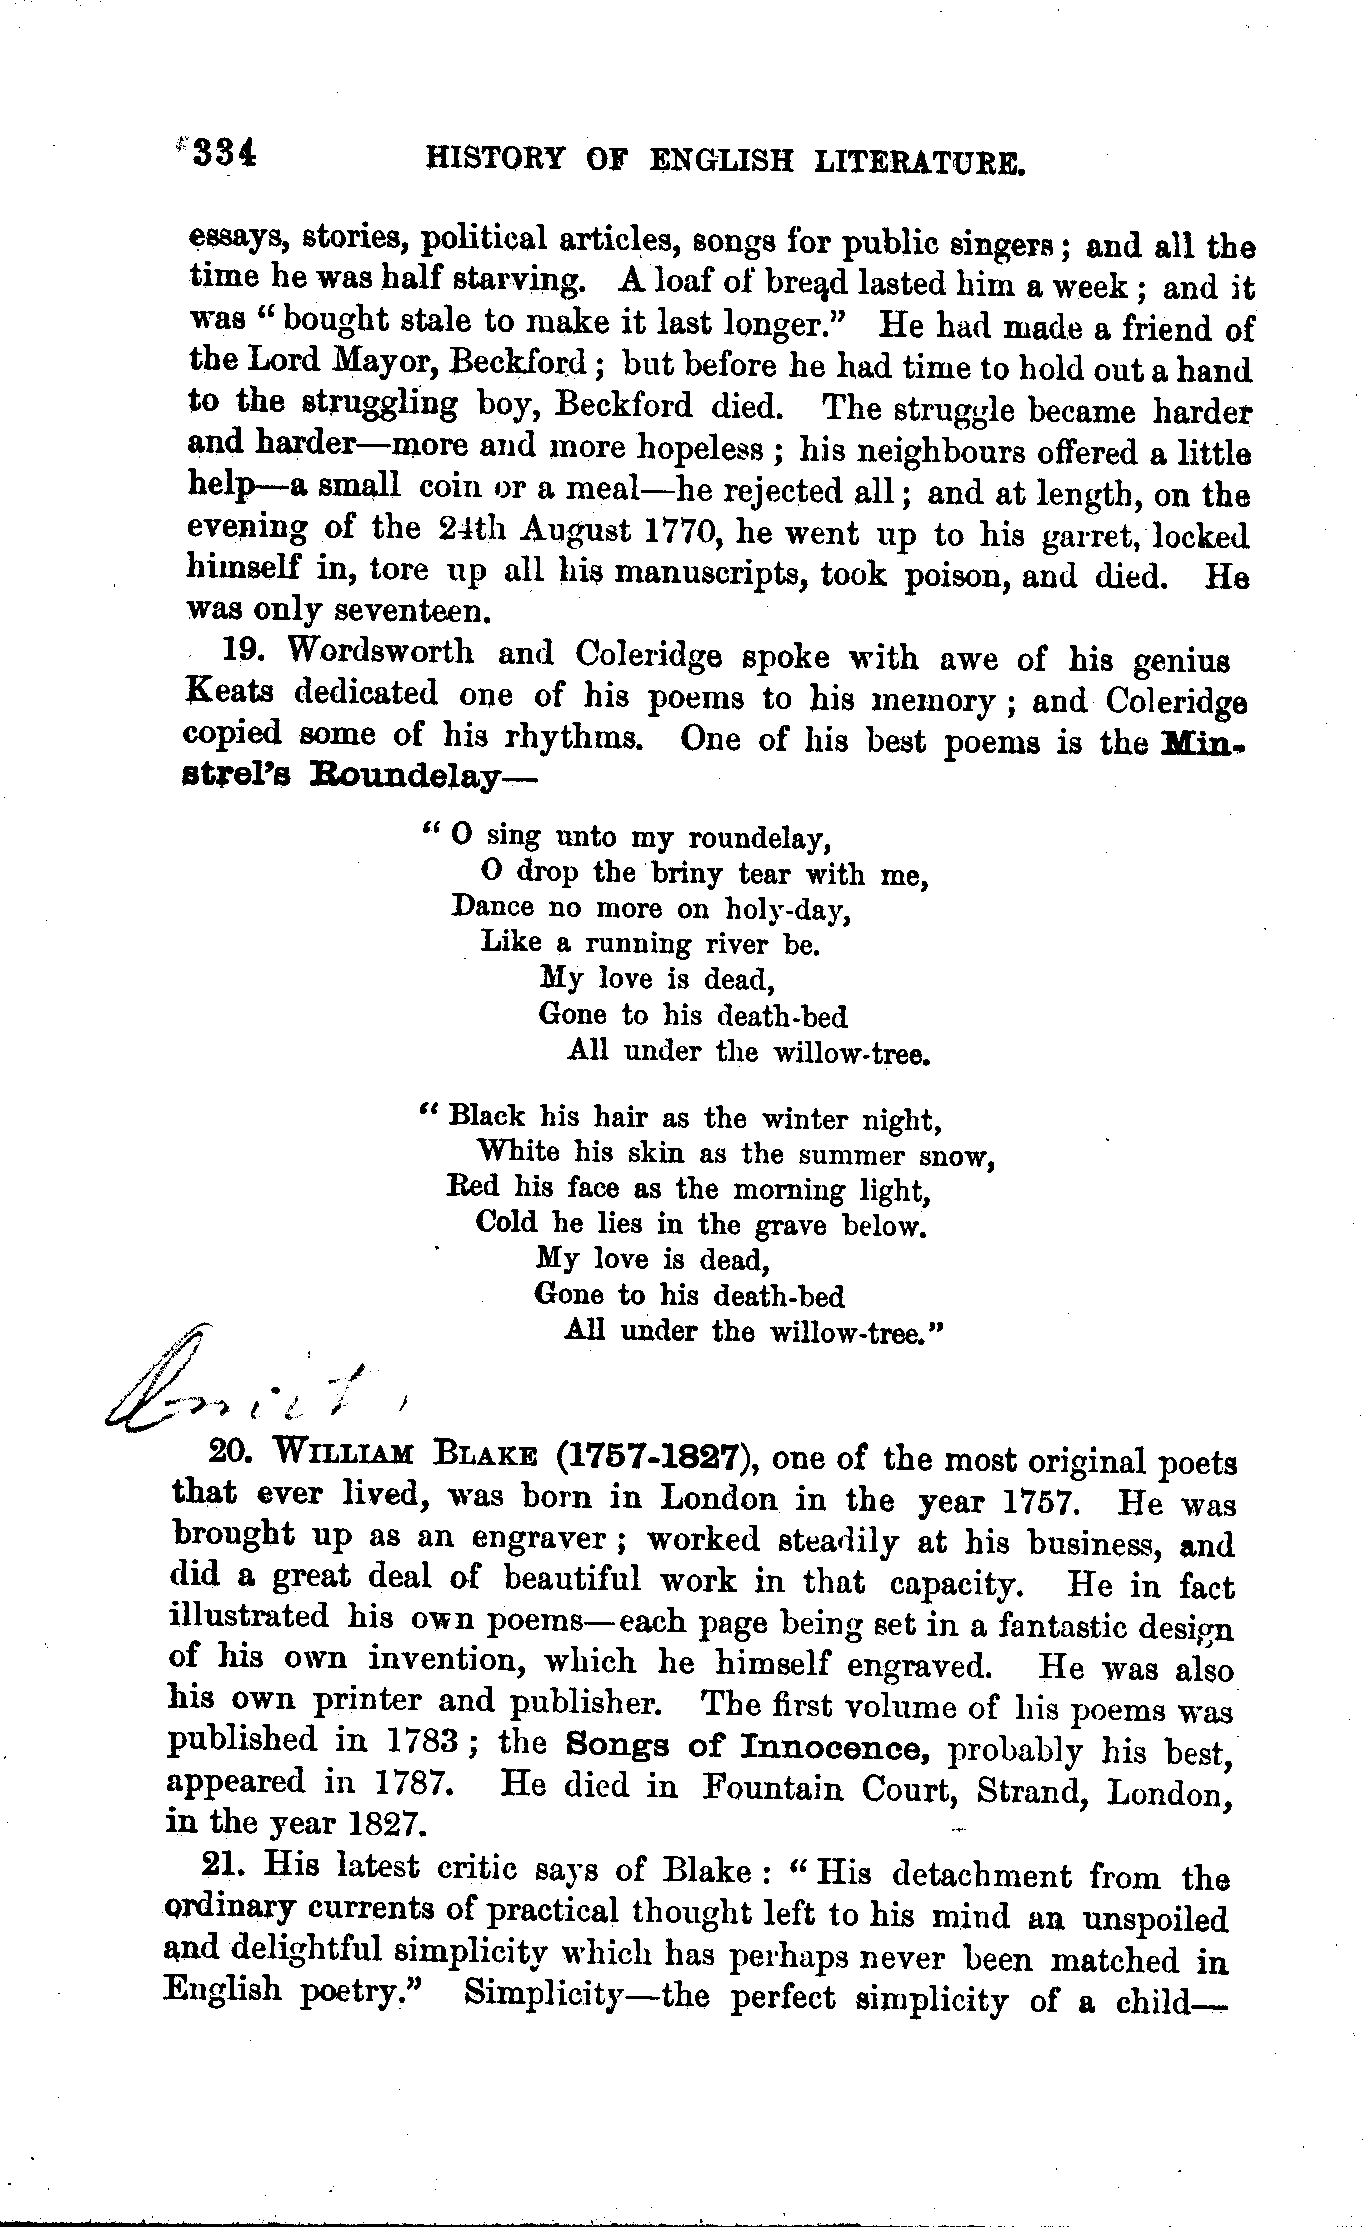 334 HISTORY OF ENGLISH LITERATURE.
essays, stories, political articles, songs for public singers; and all the
time he was half starving. A loaf of bread lasted him a week; and it
was "bought stale to make it last longer." He had made a friend of
the Lord Mayor, Beckford; but before he had time to hold out a hand
to the struggling boy, Beckford died. The struggle became harder
and harder—more and more hopeless; his neighbours offered a little
help—a small coin or a meal—he rejected all; and at length, on the
evening of the 24th August 1770, he went up to his garret, locked
himself in, tore up all his manuscripts, took poison, and died. He
was only seventeen.
19. Wordsworth and Coleridge spoke with awe of his genius
Keats dedicated one of his poems to his memory; and Coleridge
copied some of his rhythms. One of his best poems is the Min-
strel's Roundelay—
"O sing unto my roundelay,
O drop the briny tear with me,
Dance no more on holy-day,
Like a running river be.
My love is dead,
Gone to his death-bed
All under the willow-tree.
"Black his hair as the winter night,
White his skin as the summer snow,
Red his face as the morning light,
Cold he lies in the grave below.
My love is dead,
Gone to his death-bed
All under the willow-tree."
20. WILLIAM BLAKE (1757-1827), one of the most original poets
that ever lived, was born in London in the year 1757. He was
brought up as an engraver; worked steadily at his business, and
did a great deal of beautiful work in that capacity. He in fact
illustrated his own poems—each page being set in a fantastic design
of his own invention, which he himself engraved. He was also
his own printer and publisher. The first volume of his poems was
published in 1783; the Songs of Innocence, probably his best,
appeared in 1787. He died in Fountain Court, Strand, London,
in the year 1827.
21. His latest critic says of Blake: "His detachment from the
ordinary currents of practical thought left to his mind an unspoiled
and delightful simplicity which has perhaps never been matched in
English poetry." Simplicity—the perfect simplicity of a child—